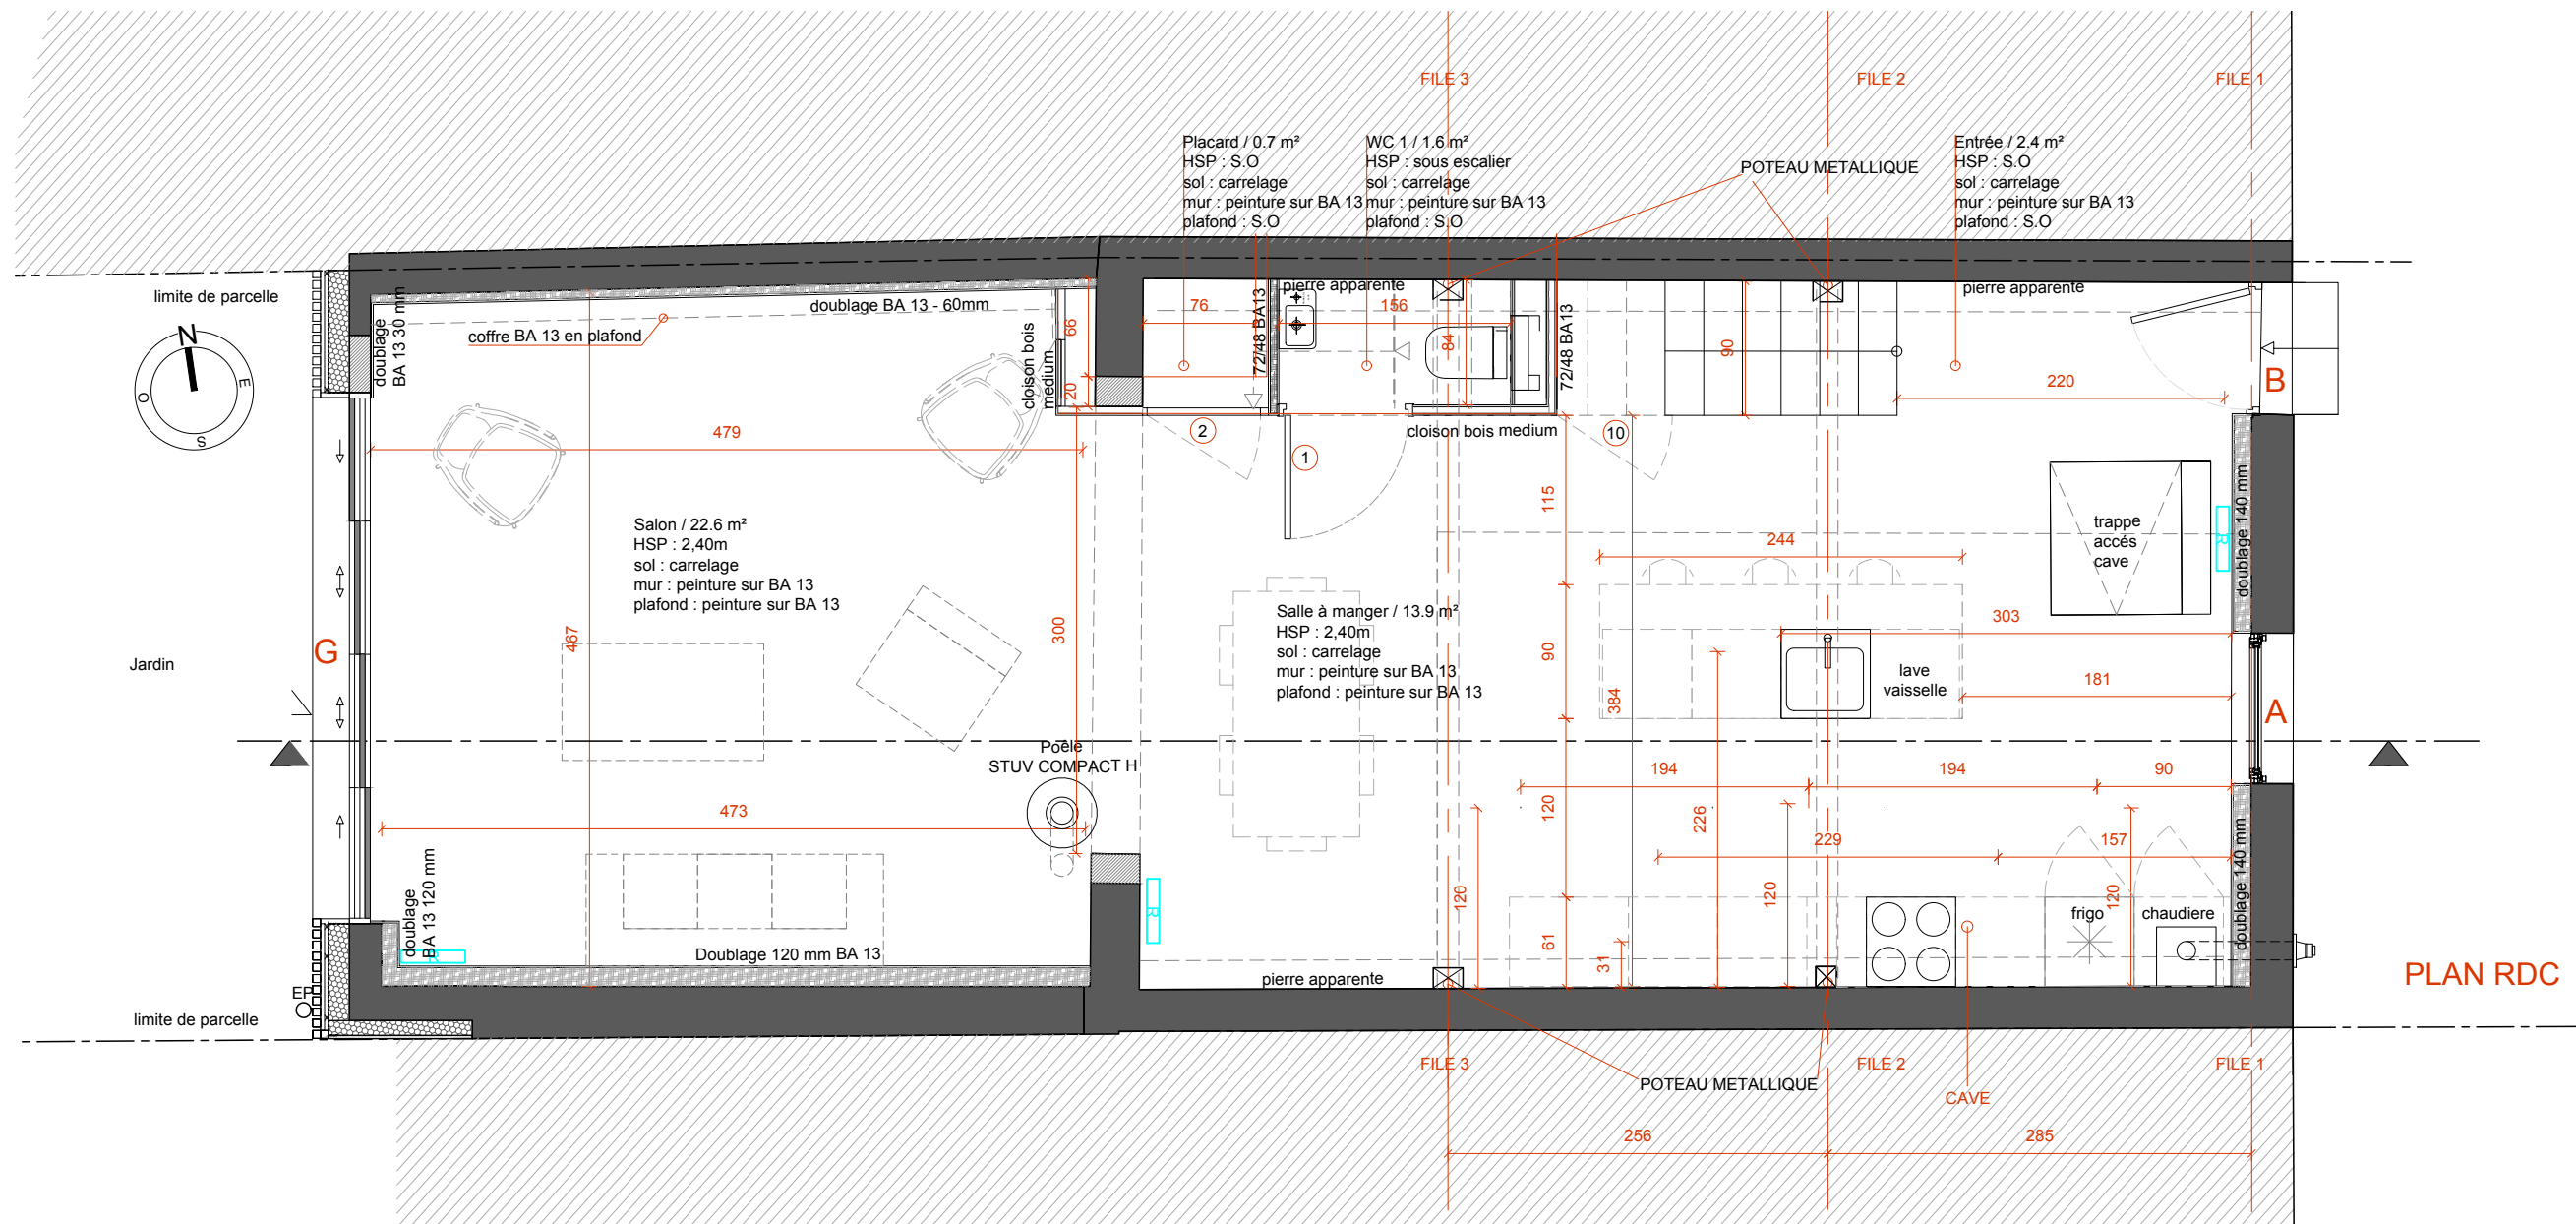 FILE 3
FILE 2
FILE 1
Placard / 0.7 m²
HSP : S.O
sol : carrelage
mur : peinture sur BA 13
plafond : S.O
WC 1 / 1.6 m²
HSP : sous escalier
sol : carrelage
mur : peinture sur BA 13
plafond : S.O
POTEAU METALLIQUE
Entrée / 2.4 m²
HSP : S.O
sol : carrelage
mur : peinture sur BA 13
plafond : S.O
limite de parcelle
N
E
S
O
doublage
BA 13 30 mm
doublage BA 13 - 60mm
coffre BA 13 en plafond
cloison bois
medium
66
20
76
72/48 BA13
pierre apparente
156
84
72/48 BA13
90
pierre apparente
220
B
479
2
1
cloison bois medium
10
115
Salon / 22.6 m²
HSP : 2,40m
sol : carrelage
mur : peinture sur BA 13
plafond : peinture sur BA 13
467
300
244
trappe
accés
cave
R
doublage 140 mm
Salle à manger / 13.9 m²
HSP : 2,40m
sol : carrelage
mur : peinture sur BA 13
plafond : peinture sur BA 13
303
G
Jardin
90
384
lave
vaisselle
181
A
Poêle
STUV COMPACT H
194
194
90
473
120
226
229
157
120
120
120
doublage 140 mm
doublage
BA 13 120 mm
R
R
Doublage 120 mm BA 13
61
31
frigo
chaudiere
pierre apparente
EP
limite de parcelle
PLAN RDC
FILE 3
FILE 2
FILE 1
POTEAU METALLIQUE
CAVE
256
285